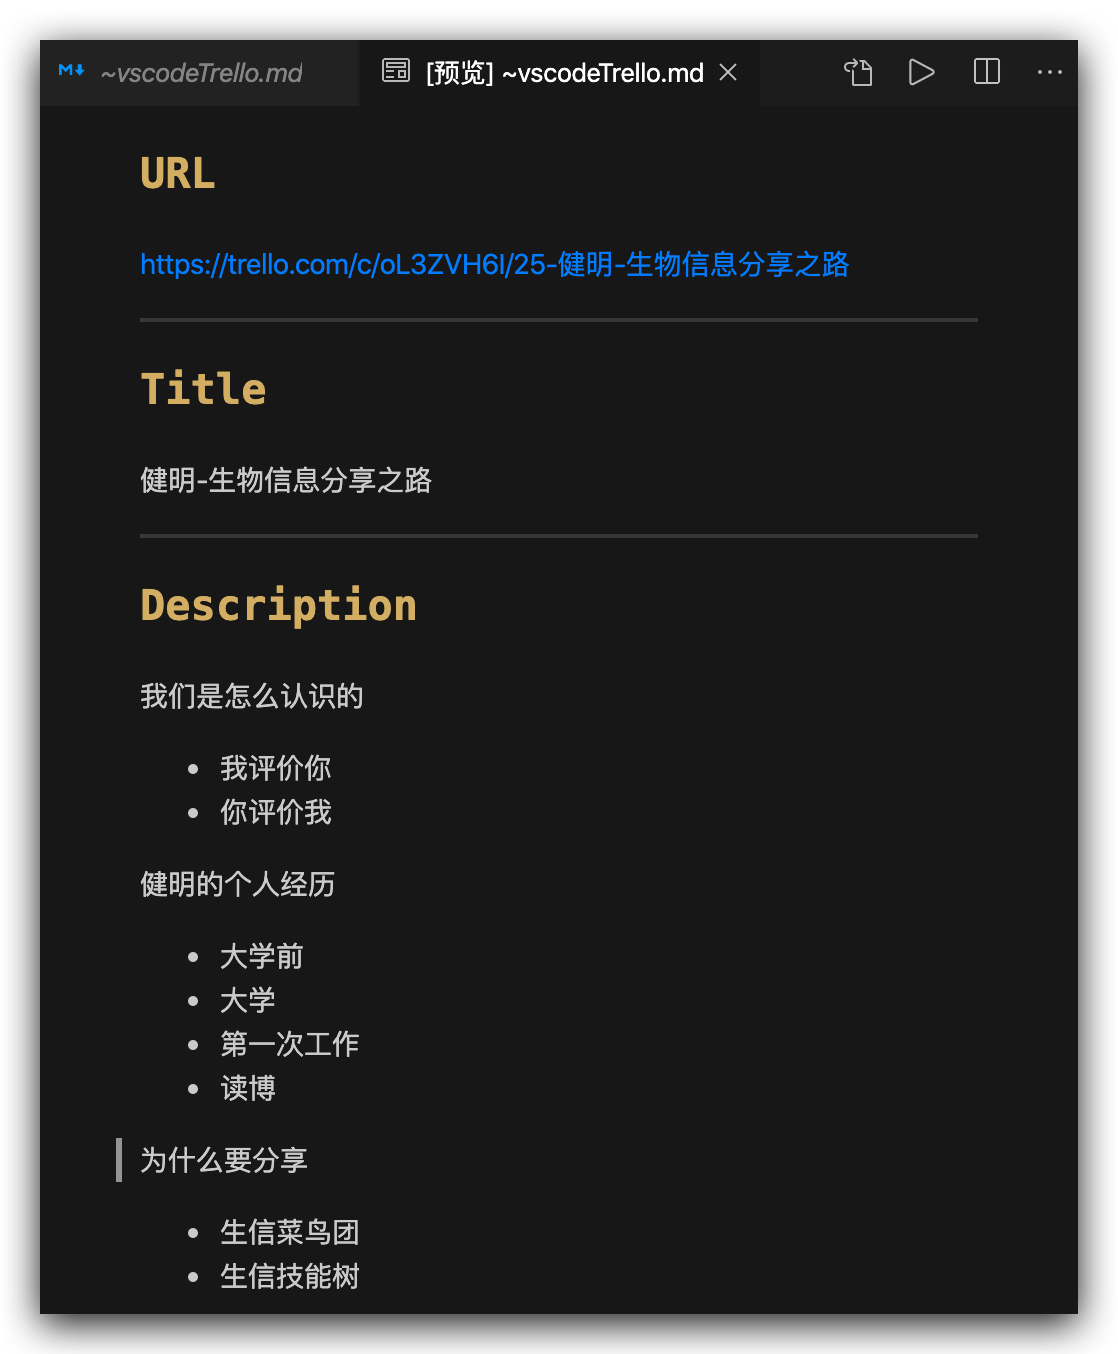 ~vscodeTrello.md
[预览] ~vscodeTrello.md
URL
https://trello.com/c/oL3ZVH6I/25-健明-生物信息分享之路
Title
健明-生物信息分享之路
Description
我们是怎么认识的
我评价你
你评价我
健明的个人经历
大学前
大学
第一次工作
读博
为什么要分享
生信菜鸟团
生信技能树